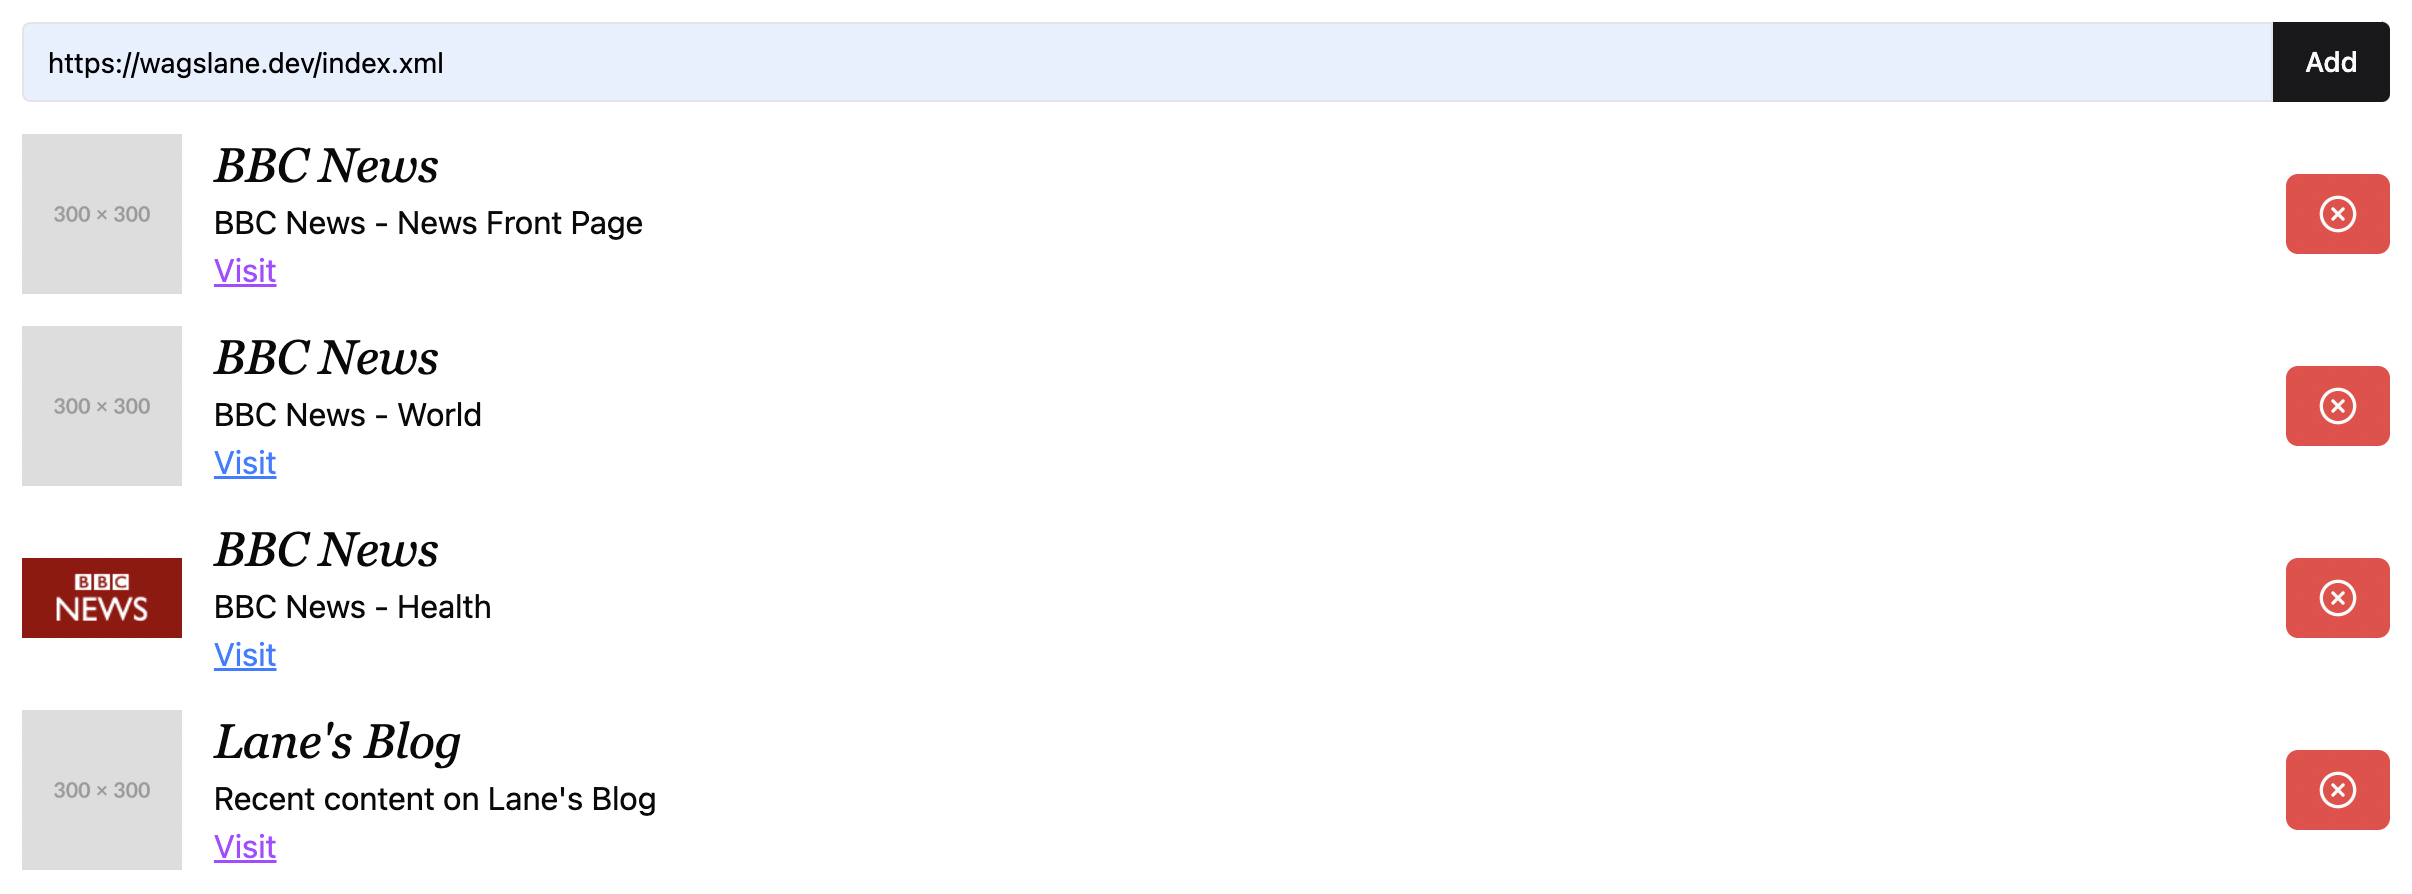 https://wagslane.dev/index.xml
Add
300 × 300
BBC News
BBC News - News Front Page
Visit
300 × 300
BBC News
BBC News - World
Visit
BBC
NEWS
BBC News
BBC News - Health
Visit
300 × 300
Lane's Blog
Recent content on Lane's Blog
Visit